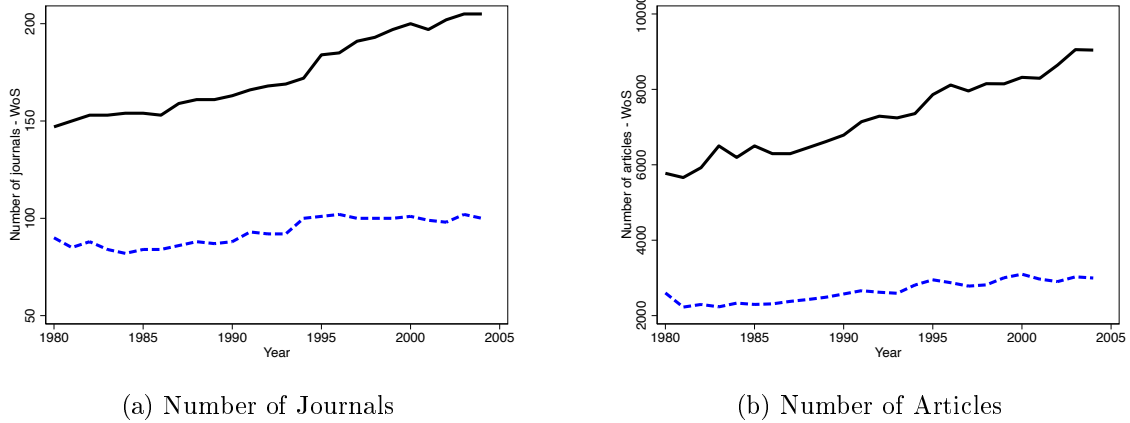 Number of journals - WoS
200
150
100
50
1980 1985 1990 1995 2000 2005
Year
(a) Number of Journals
Number of articles - WoS
10000
8000
6000
4000
2000
1980 1985 1990 1995 2000 2005
Year
(b) Number of Articles